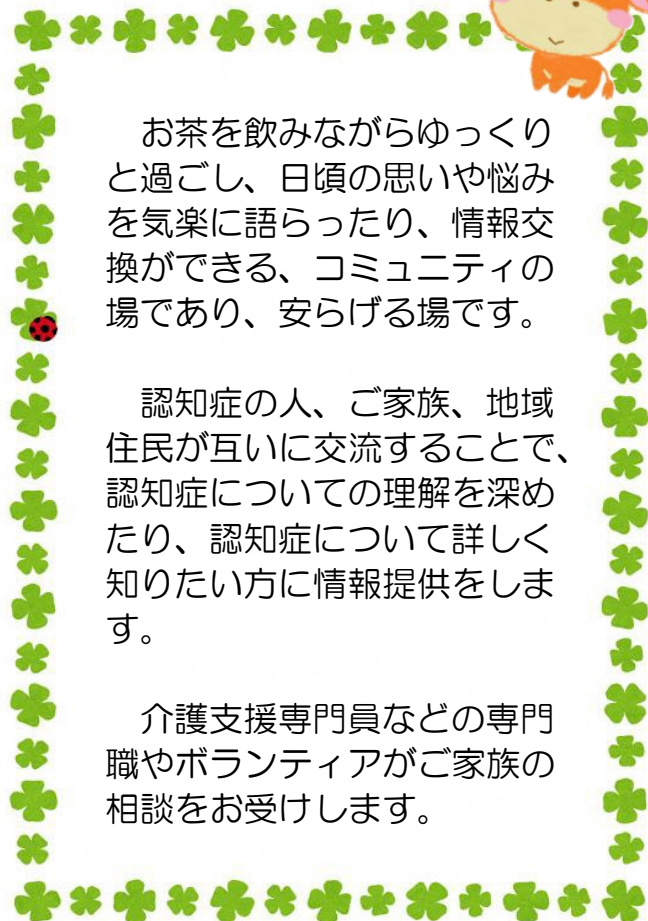 お茶を飲みながらゆっくり
と過ごし、日頃の思いや悩み
を気楽に語らったり、情報交
換ができる、コミュニティの
場であり、安らげる場です。
　認知症の人、ご家族、地域
住民が互いに交流することで、
認知症についての理解を深め
たり、認知症について詳しく
知りたい方に情報提供をしま
す。
　介護支援専門員などの専門
職やボランティアがご家族の
相談をお受けします。